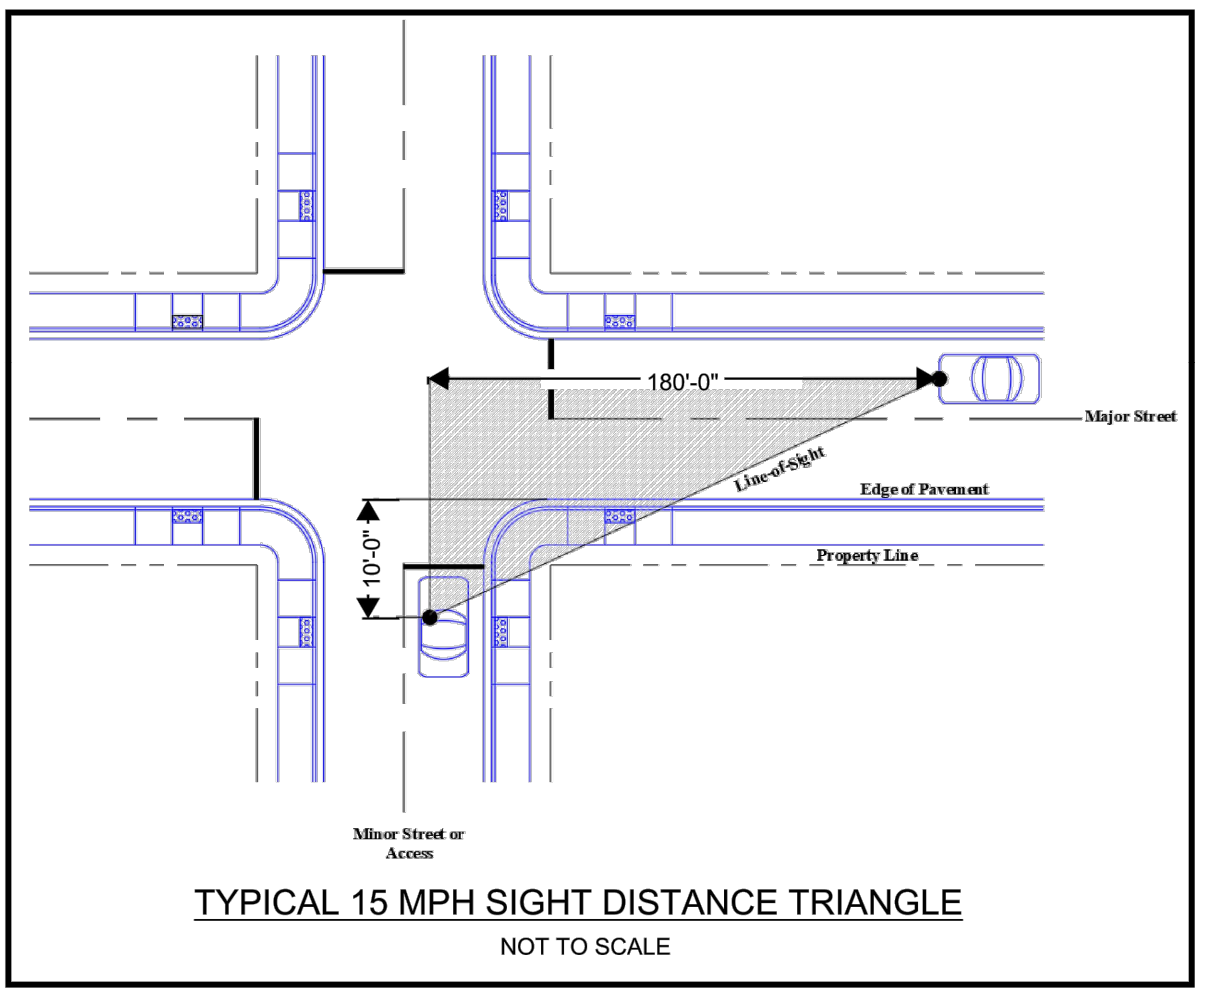 180'-0"
Major Street
Line-of-Sight
Edge of Pavement
10'-0"
Property Line
Minor Street or
Access
TYPICAL 15 MPH SIGHT DISTANCE TRIANGLE
NOT TO SCALE